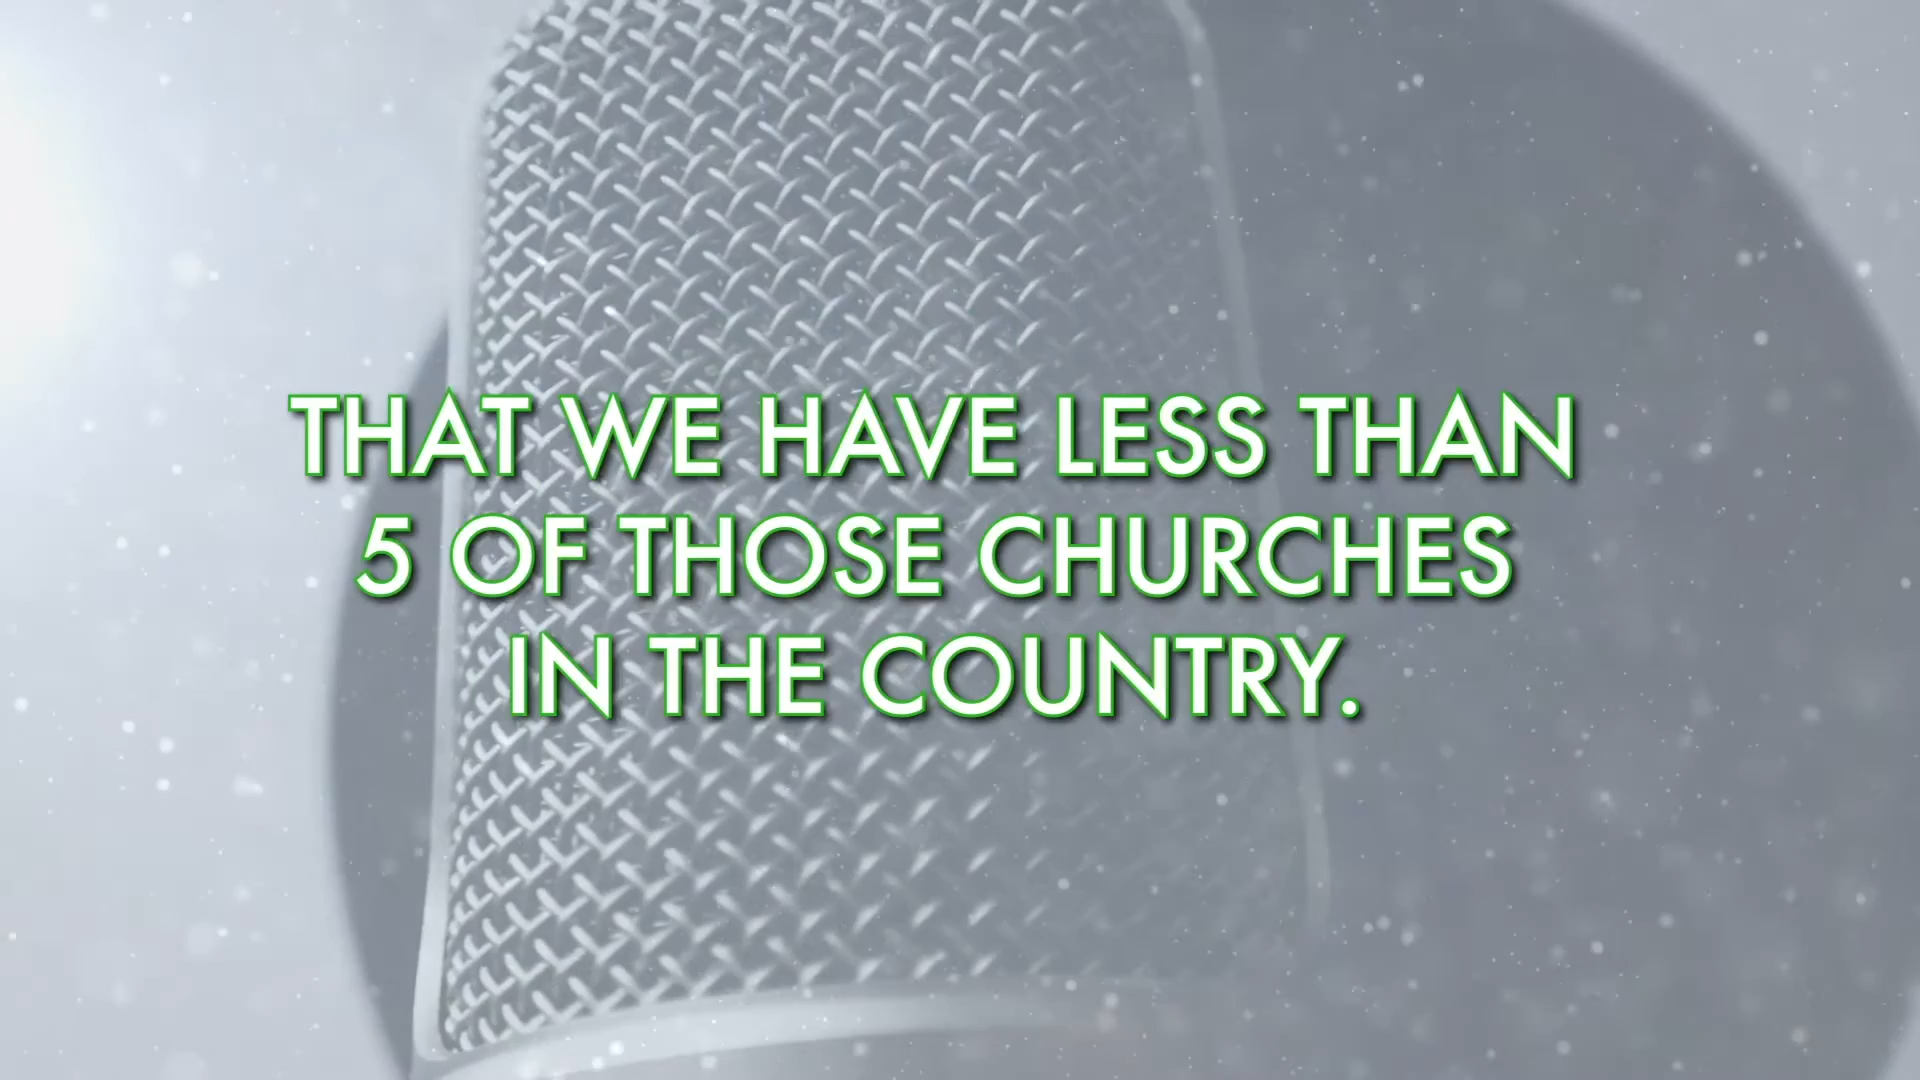 THAT WE HAVE LESS THAN
5 OF THOSE CHURCHES
IN THE COUNTRY.